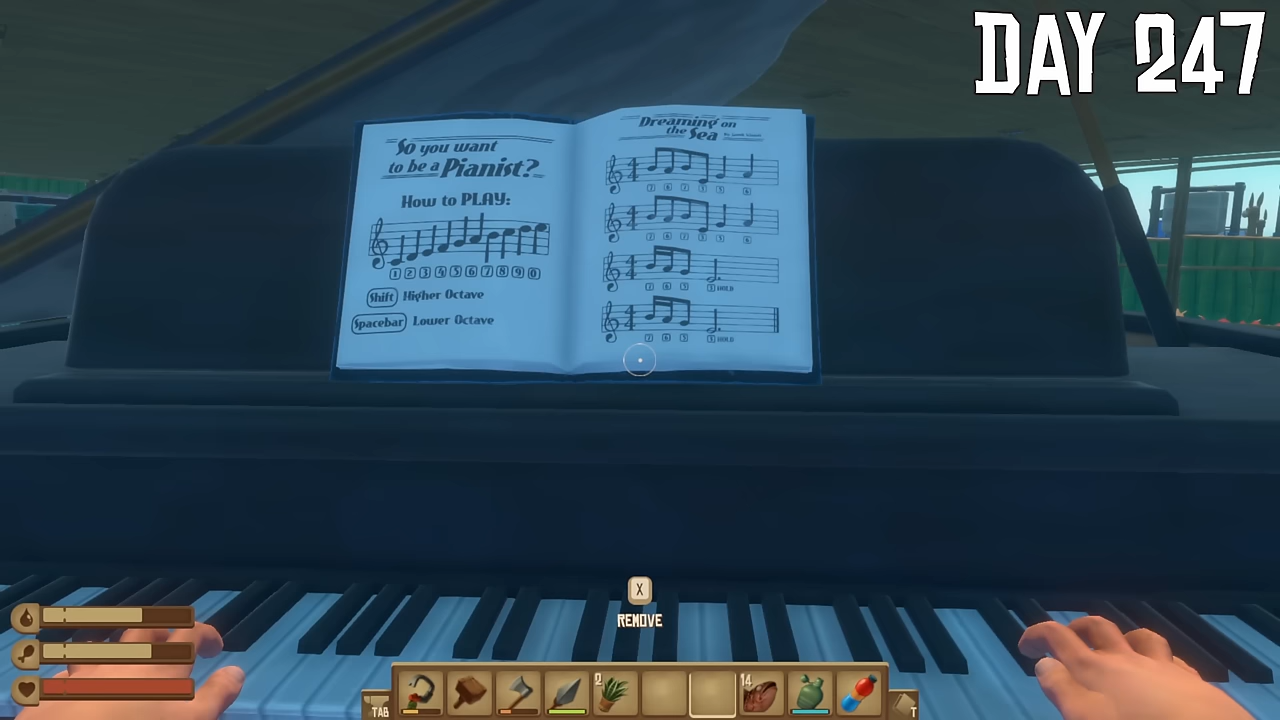 DAY 247
So you want
to be a Pianist?
How to PLAY:
1 2 3 4 5 6 7 8 9 0
Shift Higher Octave
Spacebar Lower Octave
Dreaming on
the Sea
HOLD
HOLD
X
REMOVE
2
14
TAB
T